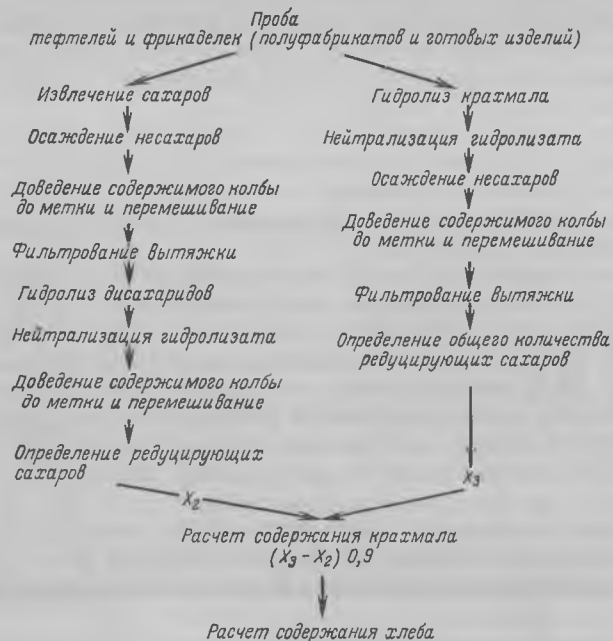 Проба
тефтелей и фрикаделек (полуфабрикатов и готовых изделий)
Извлечение сахаров
Осаждение несахаров
Доведение содержимого колбы
до метки и перемешивание
Фильтрование вытяжки
Гидролиз дисахаридов
Нейтрализация гидролизата
Доведение содержимого колбы
до метки и перемешивание
Определение редуцирующих
сахаров
X₂
Гидролиз крахмала
Нейтрализация гидролизата
Осаждение несахаров
Доведение содержимого колбы
до метки и перемешивание
Фильтрование вытяжки
Определение общего количества
редуцирующих сахаров
X₃
Расчет содержания крахмала
(X₃ – X₂) 0,9
Расчет содержания хлеба